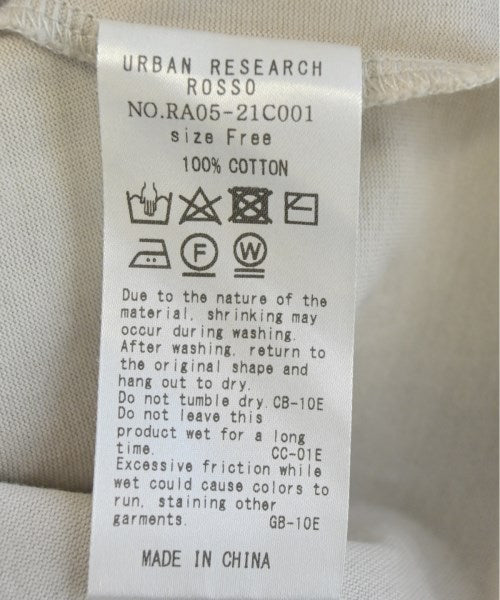 URBAN RESEARCH
ROSSO
NO.RA05-21C001
size Free
100% COTTON
F W
Due to the nature of the
material, shrinking may
occur during washing.
After washing, return to
the original shape and
hang out to dry.
Do not tumble dry. CB-10E
Do not leave this
product wet for a long
time. CC-01E
Excessive friction while
wet could cause colors to
run, staining other
garments. GB-10E
MADE IN CHINA